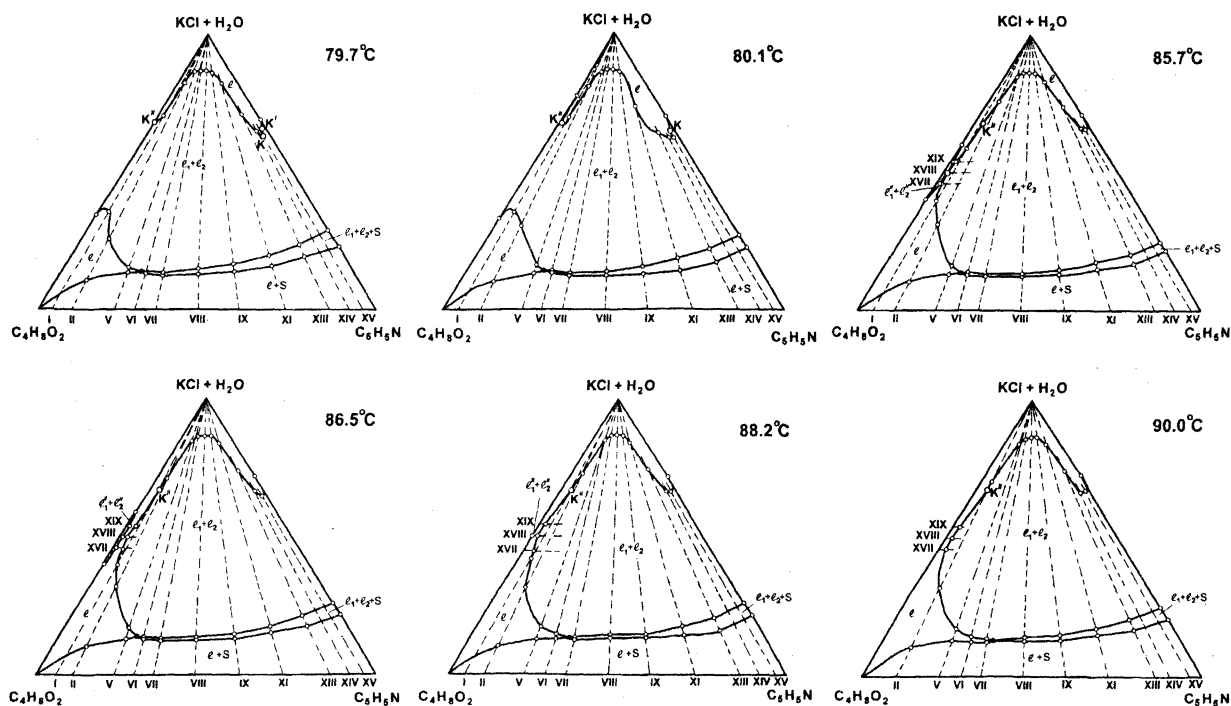 KCl + H₂O
79.7°C
K″
ℓ
K′
K
ℓ₁+ℓ₂
ℓ
ℓ₁+ℓ₂+S
ℓ+S
I II V VI VII VIII IX XI XIII XIV XV
C₄H₈O₂ C₅H₅N
KCl + H₂O
80.1°C
K″
ℓ
K
ℓ₁+ℓ₂
ℓ
ℓ+S
I II V VI VII VIII IX XI XIII XIV XV
C₄H₈O₂ C₅H₅N
KCl + H₂O
85.7°C
ℓ
K″
XIX
XVIII
XVII
ℓ₁+ℓ₂
ℓ
ℓ₁+ℓ₂+S
ℓ+S
I II V VI VII VIII IX XI XIII XIV XV
C₄H₈O₂ C₅H₅N
KCl + H₂O
86.5°C
K″
XIX
XVIII
XVII
ℓ₁+ℓ₂
ℓ
ℓ₁+ℓ₂+S
ℓ+S
I II V VI VII VIII IX XI XIII XIV XV
C₄H₈O₂ C₅H₅N
KCl + H₂O
88.2°C
K″
XIX
XVIII
XVII
ℓ₁+ℓ₂
ℓ
ℓ₁+ℓ₂+S
ℓ+S
I II V VI VII VIII IX XI XIII XIV XV
C₄H₈O₂ C₅H₅N
KCl + H₂O
90.0°C
K″
XIX
XVIII
XVII
ℓ₁+ℓ₂
ℓ
ℓ₁+ℓ₂+S
ℓ+S
II V VI VII VIII IX XI XIII XIV XV
C₄H₈O₂ C₅H₅N